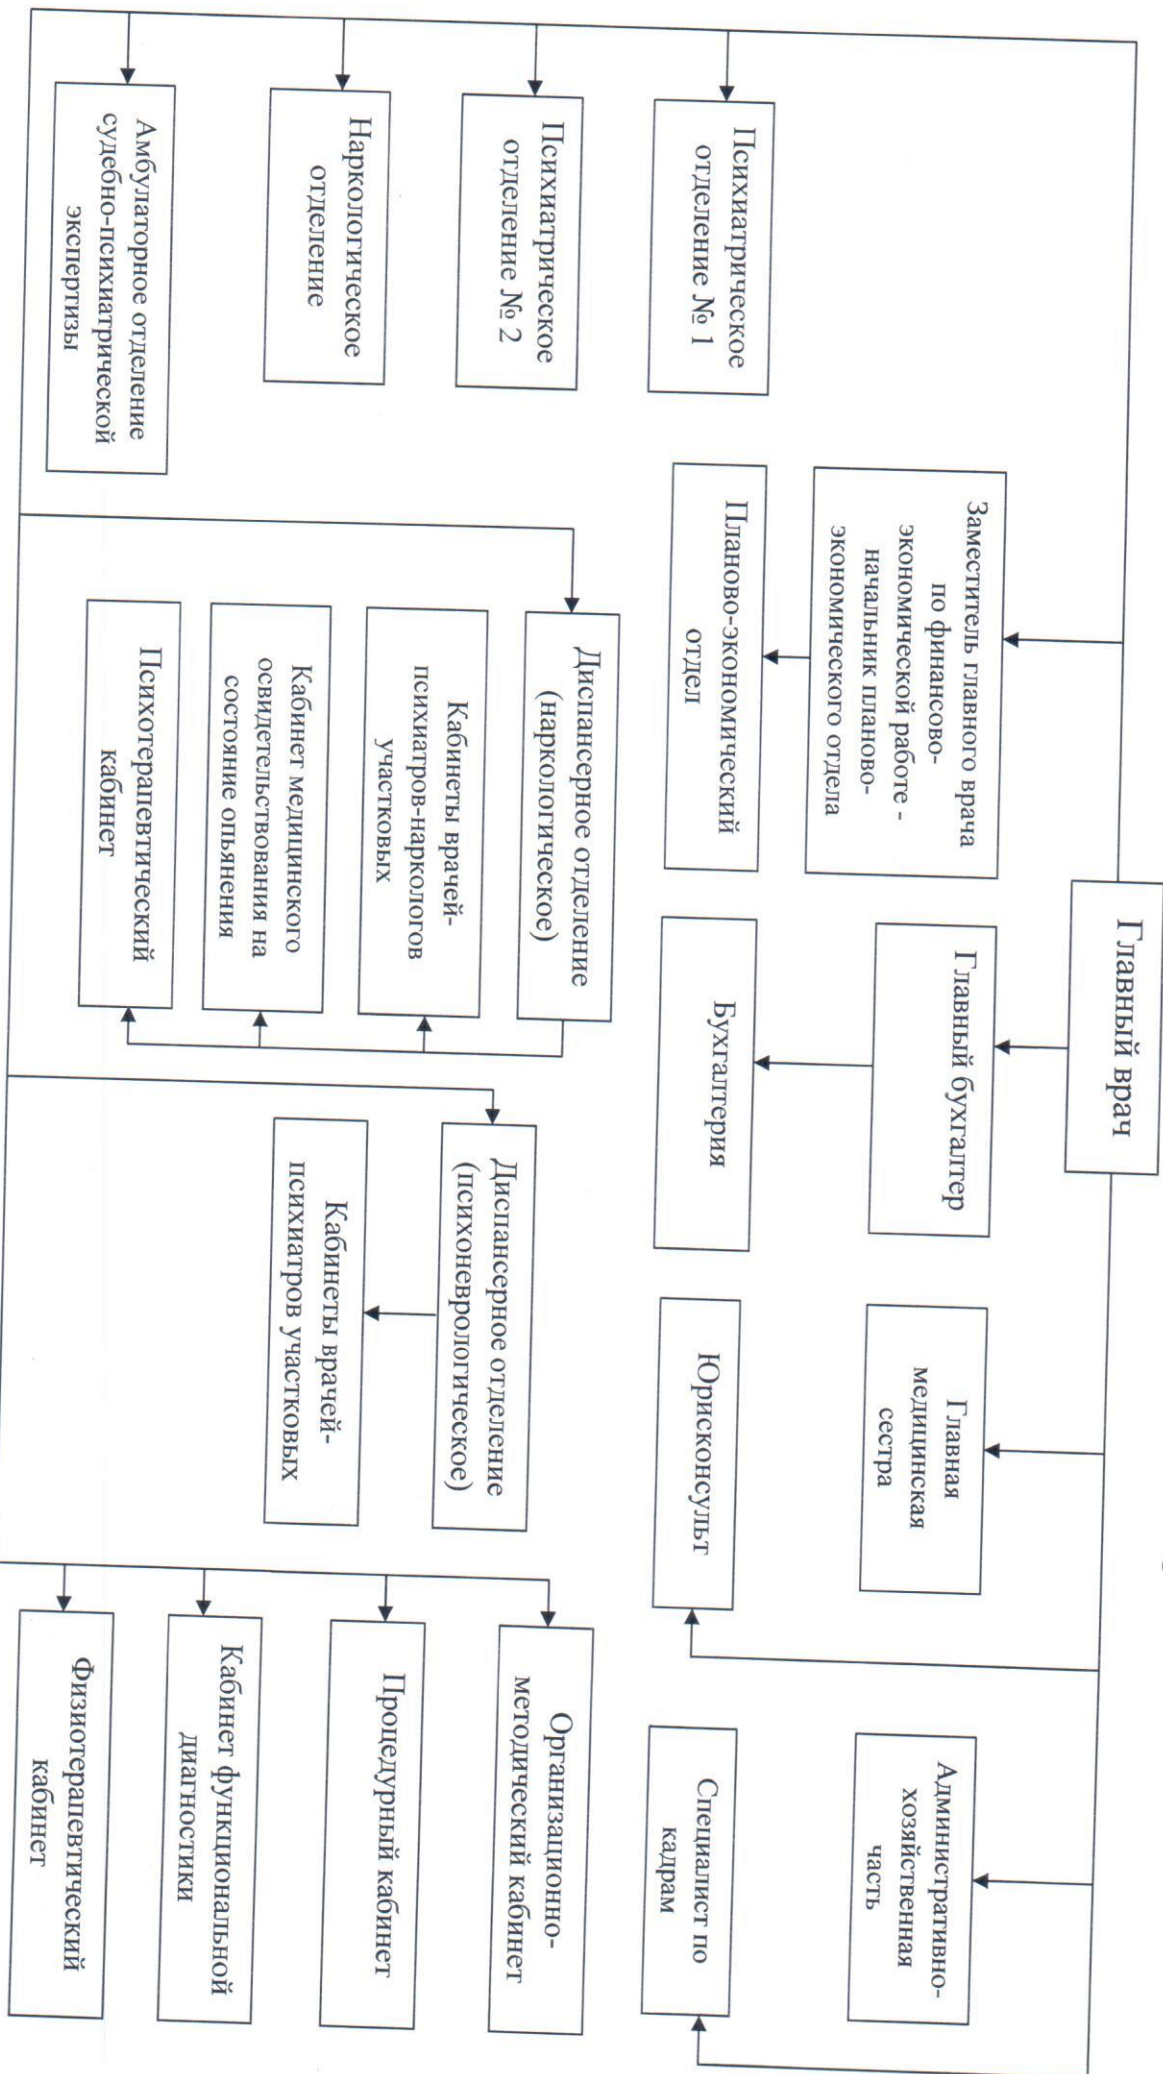 Главный врач
Заместитель главного врача
по финансово-
экономической работе -
начальник планово-
экономического отдела
Главный бухгалтер
Главная
медицинская
сестра
Административно-
хозяйственная
часть
Планово-экономический
отдел
Бухгалтерия
Юрисконсульт
Специалист по
кадрам
Психиатрическое
отделение № 1
Психиатрическое
отделение № 2
Наркологическое
отделение
Амбулаторное отделение
судебно-психиатрической
экспертизы
Диспансерное отделение
(наркологическое)
Кабинеты врачей-
психиатров-наркологов
участковых
Кабинет медицинского
освидетельствования на
состояние опьянения
Психотерапевтический
кабинет
Диспансерное отделение
(психоневрологическое)
Кабинеты врачей-
психиатров участковых
Организационно-
методический кабинет
Процедурный кабинет
Кабинет функциональной
диагностики
Физиотерапевтический
кабинет